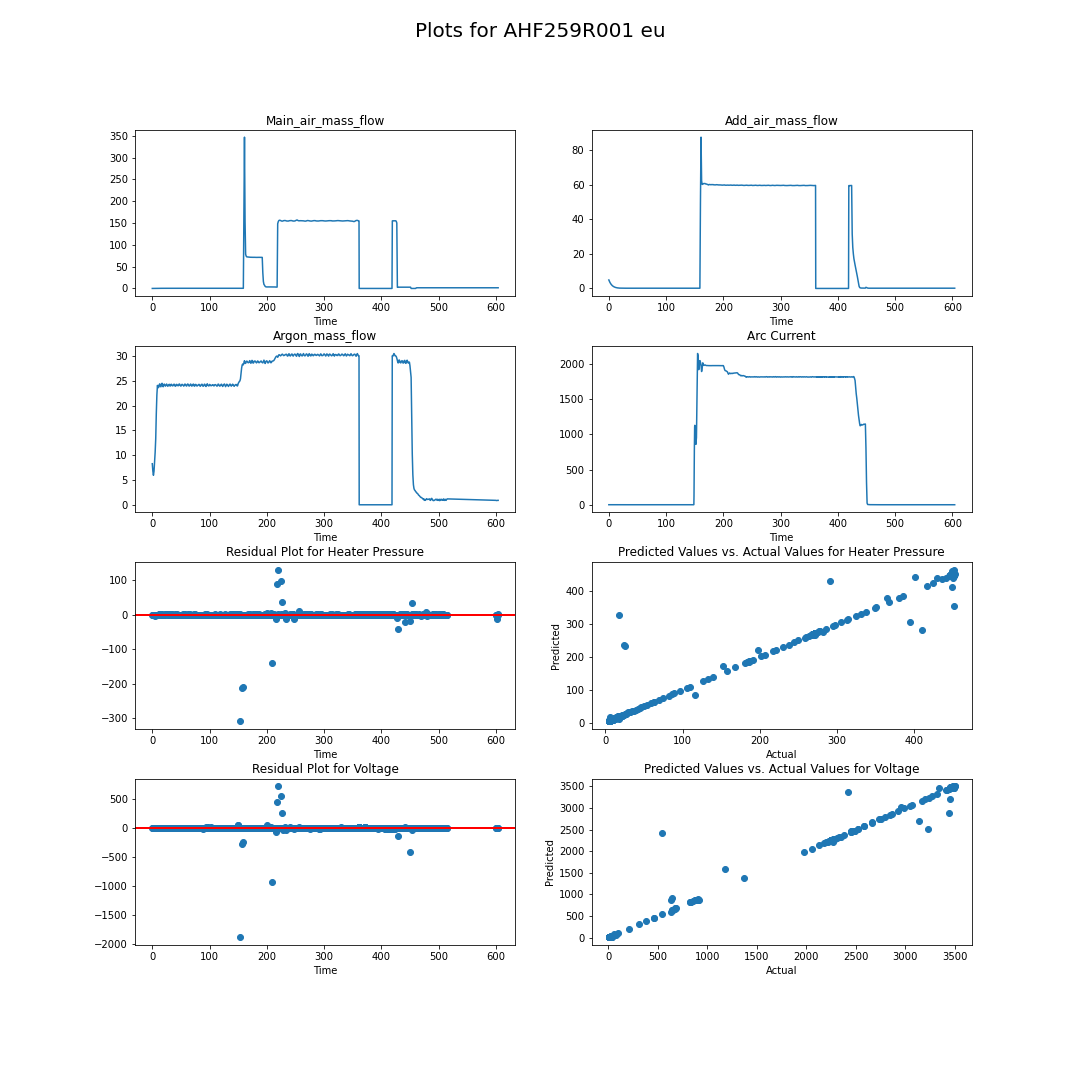 Plots for AHF259R001 eu
Main_air_mass_flow
350
300
250
200
150
100
50
0
0 100 200 300 400 500 600
Time
Add_air_mass_flow
80
60
40
20
0
0 100 200 300 400 500 600
Time
Argon_mass_flow
30
25
20
15
10
5
0
0 100 200 300 400 500 600
Time
Arc Current
2000
1500
1000
500
0
0 100 200 300 400 500 600
Time
Residual Plot for Heater Pressure
100
0
−100
−200
−300
0 100 200 300 400 500 600
Time
Predicted Values vs. Actual Values for Heater Pressure
Predicted
400
300
200
100
0
0 100 200 300 400
Actual
Residual Plot for Voltage
500
0
−500
−1000
−1500
−2000
0 100 200 300 400 500 600
Time
Predicted Values vs. Actual Values for Voltage
Predicted
3500
3000
2500
2000
1500
1000
500
0
0 500 1000 1500 2000 2500 3000 3500
Actual